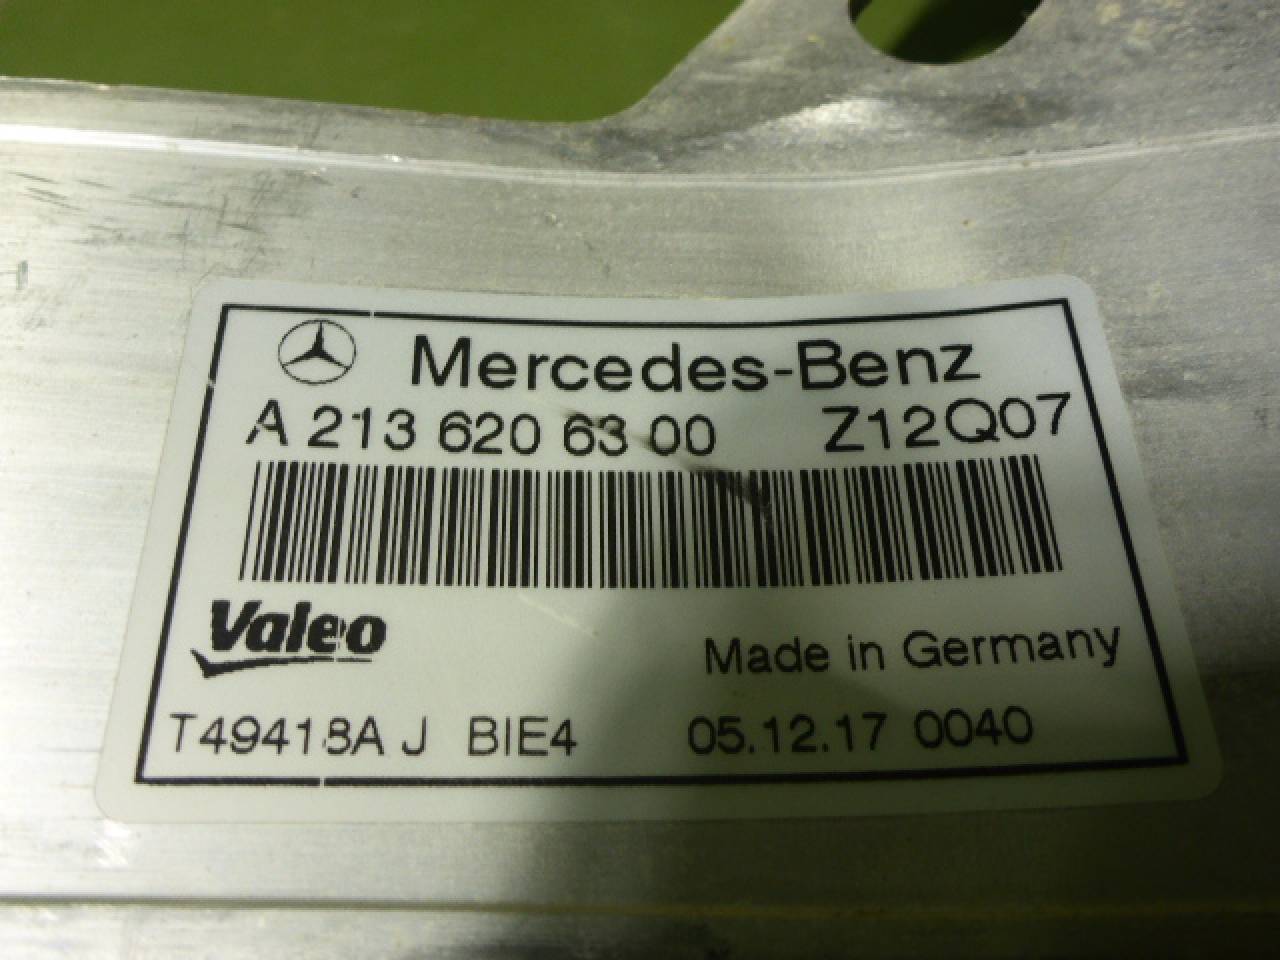 Mercedes-Benz
A 213 620 63 00 Z12Q07
Valeo
Made in Germany
T49418A J BIE4 05.12.17 0040